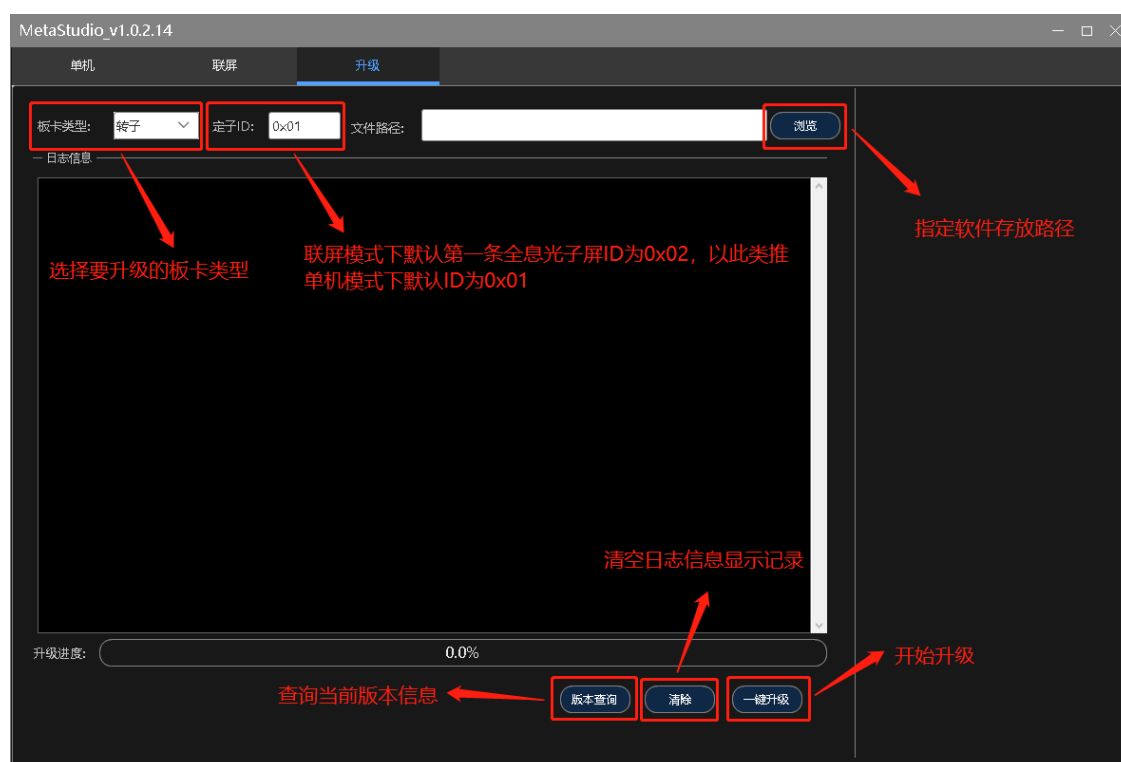 MetaStudio_v1.0.2.14
单机 联屏 升级
板卡类型: 转子 定子ID: 0x01 文件路径: 浏览
日志信息
指定软件存放路径
选择要升级的板卡类型
联屏模式下默认第一条全息光子屏ID为0x02，以此类推
单机模式下默认ID为0x01
清空日志信息显示记录
升级进度: 0.0%
开始升级
查询当前版本信息
版本查询 清除 一键升级